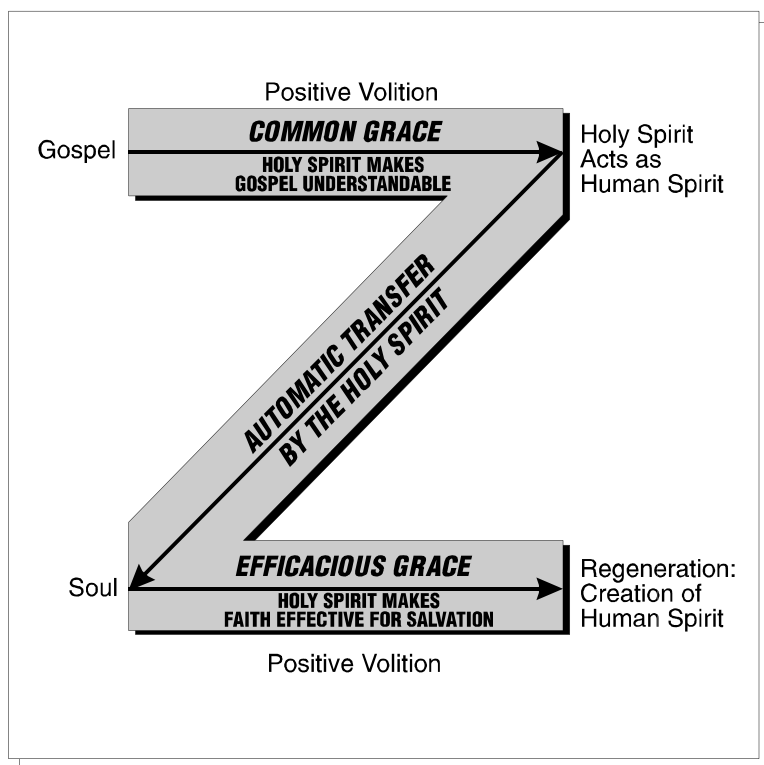 Positive Volition
COMMON GRACE
Gospel
HOLY SPIRIT MAKES
GOSPEL UNDERSTANDABLE
Holy Spirit
Acts as
Human Spirit
AUTOMATIC TRANSFER
BY THE HOLY SPIRIT
Soul
EFFICACIOUS GRACE
HOLY SPIRIT MAKES
FAITH EFFECTIVE FOR SALVATION
Regeneration:
Creation of
Human Spirit
Positive Volition